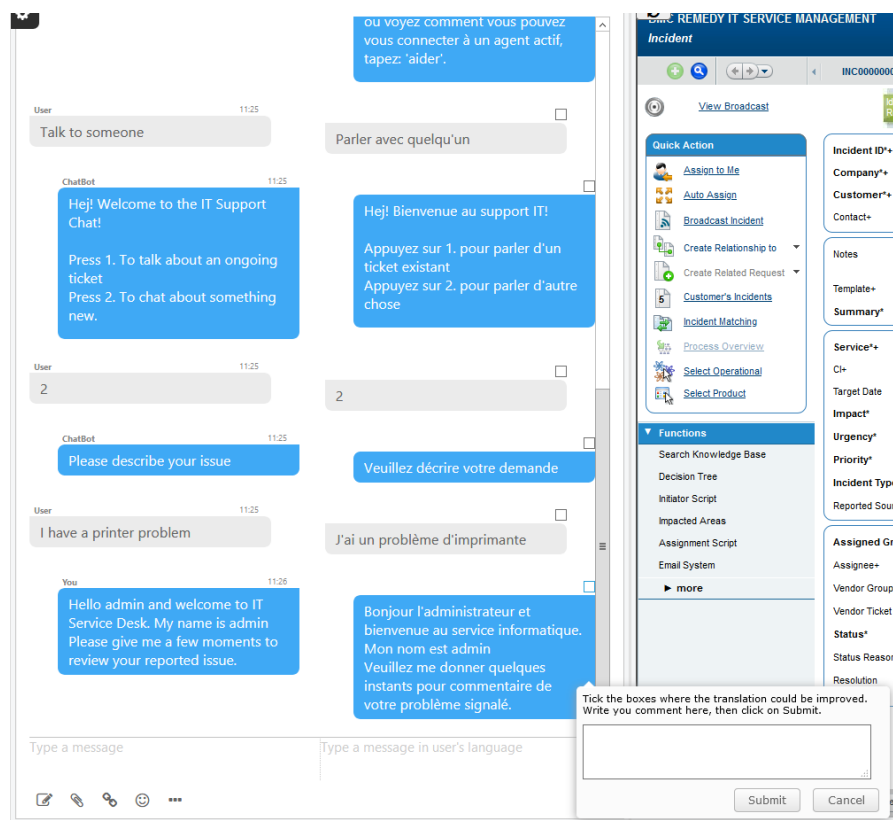 ou voyez comment vous pouvez
vous connecter à un agent actif,
tapez: 'aider'.
User 11:25
Talk to someone
Parler avec quelqu'un
ChatBot 11:25
Hej! Welcome to the IT Support
Chat!
Press 1. To talk about an ongoing
ticket
Press 2. To chat about something
new.
Hej! Bienvenue au support IT!
Appuyez sur 1. pour parler d'un
ticket existant
Appuyez sur 2. pour parler d'autre
chose
User 11:25
2
2
ChatBot 11:25
Please describe your issue
Veuillez décrire votre demande
User 11:25
I have a printer problem
J'ai un problème d'imprimante
You 11:26
Hello admin and welcome to IT
Service Desk. My name is admin
Please give me a few moments to
review your reported issue.
Bonjour l'administrateur et
bienvenue au service informatique.
Mon nom est admin
Veuillez me donner quelques
instants pour commentaire de
votre problème signalé.
Type a message
Type a message in user's language
BMC REMEDY IT SERVICE MANAGEMENT
Incident
INC0000000
View Broadcast
Quick Action
Assign to Me
Auto Assign
Broadcast Incident
Create Relationship to
Create Related Request
5 Customer's Incidents
Incident Matching
Process Overview
Select Operational
Select Product
Functions
Search Knowledge Base
Decision Tree
Initiator Script
Impacted Areas
Assignment Script
Email System
more
Incident ID*+
Company*+
Customer*+
Contact+
Notes
Template+
Summary*
Service*+
CI+
Target Date
Impact*
Urgency*
Priority*
Incident Type
Reported Sour
Assigned Gr
Assignee+
Vendor Group
Vendor Ticket
Status*
Status Reason
Resolution
Tick the boxes where the translation could be improved.
Write you comment here, then click on Submit.
Submit Cancel